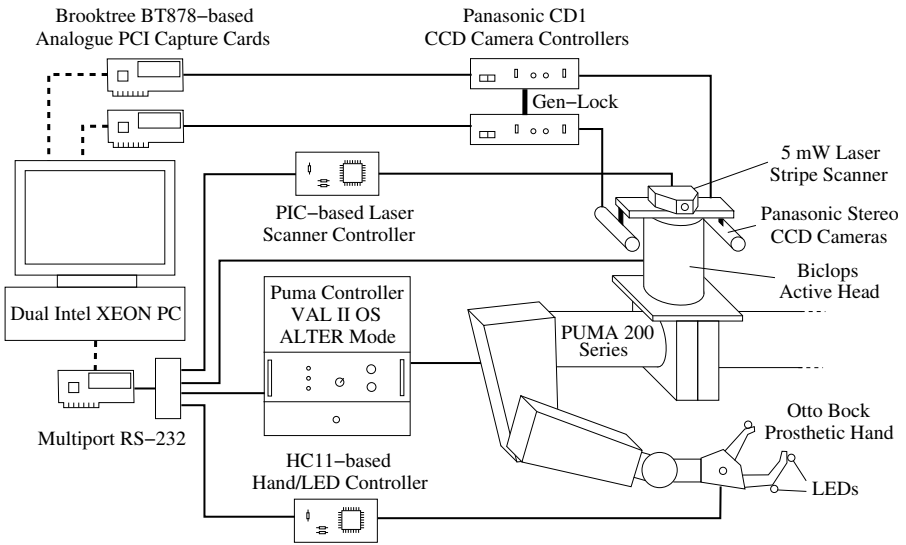 Brooktree BT878−based
Analogue PCI Capture Cards
Panasonic CD1
CCD Camera Controllers
Gen−Lock
5 mW Laser
Stripe Scanner
PIC−based Laser
Scanner Controller
Panasonic Stereo
CCD Cameras
Biclops
Active Head
Dual Intel XEON PC
Puma Controller
VAL II OS
ALTER Mode
PUMA 200
Series
Multiport RS−232
Otto Bock
Prosthetic Hand
HC11−based
Hand/LED Controller
LEDs